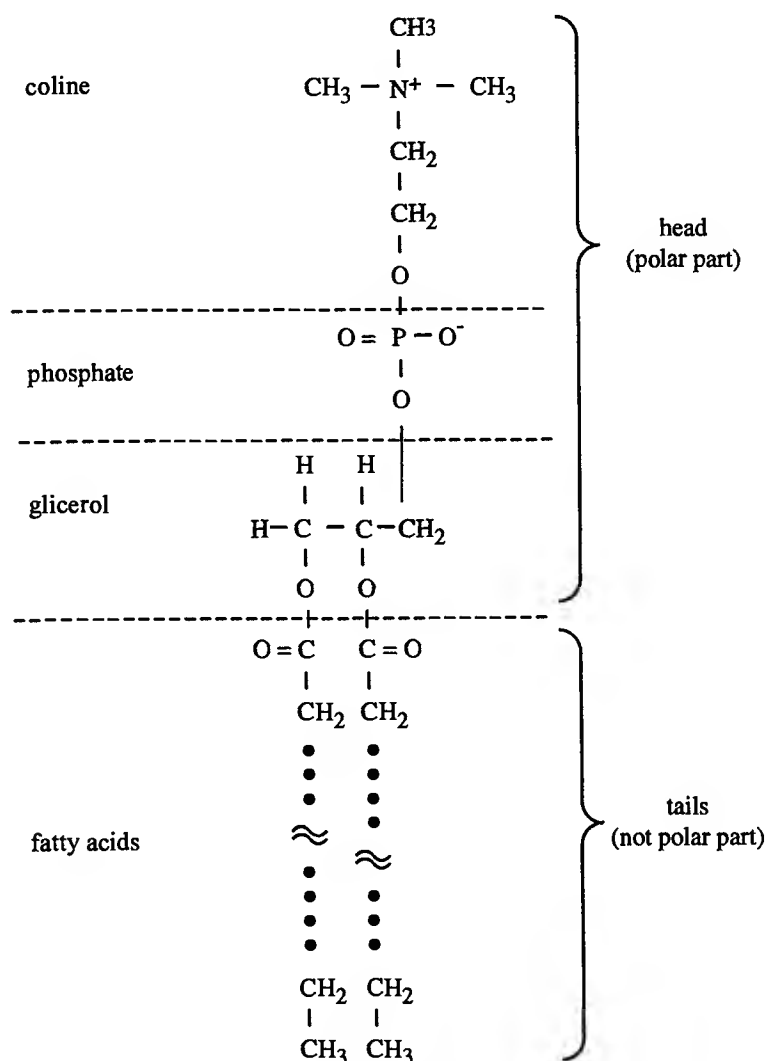 CH3
coline CH3 – N+ – CH3
CH2
CH2
O
head
(polar part)
O = P – O-
phosphate
O
H H
glicerol
H – C – C – CH2
O O
O = C C = O
CH2 CH2
tails
(not polar part)
fatty acids
CH2 CH2
CH3 CH3